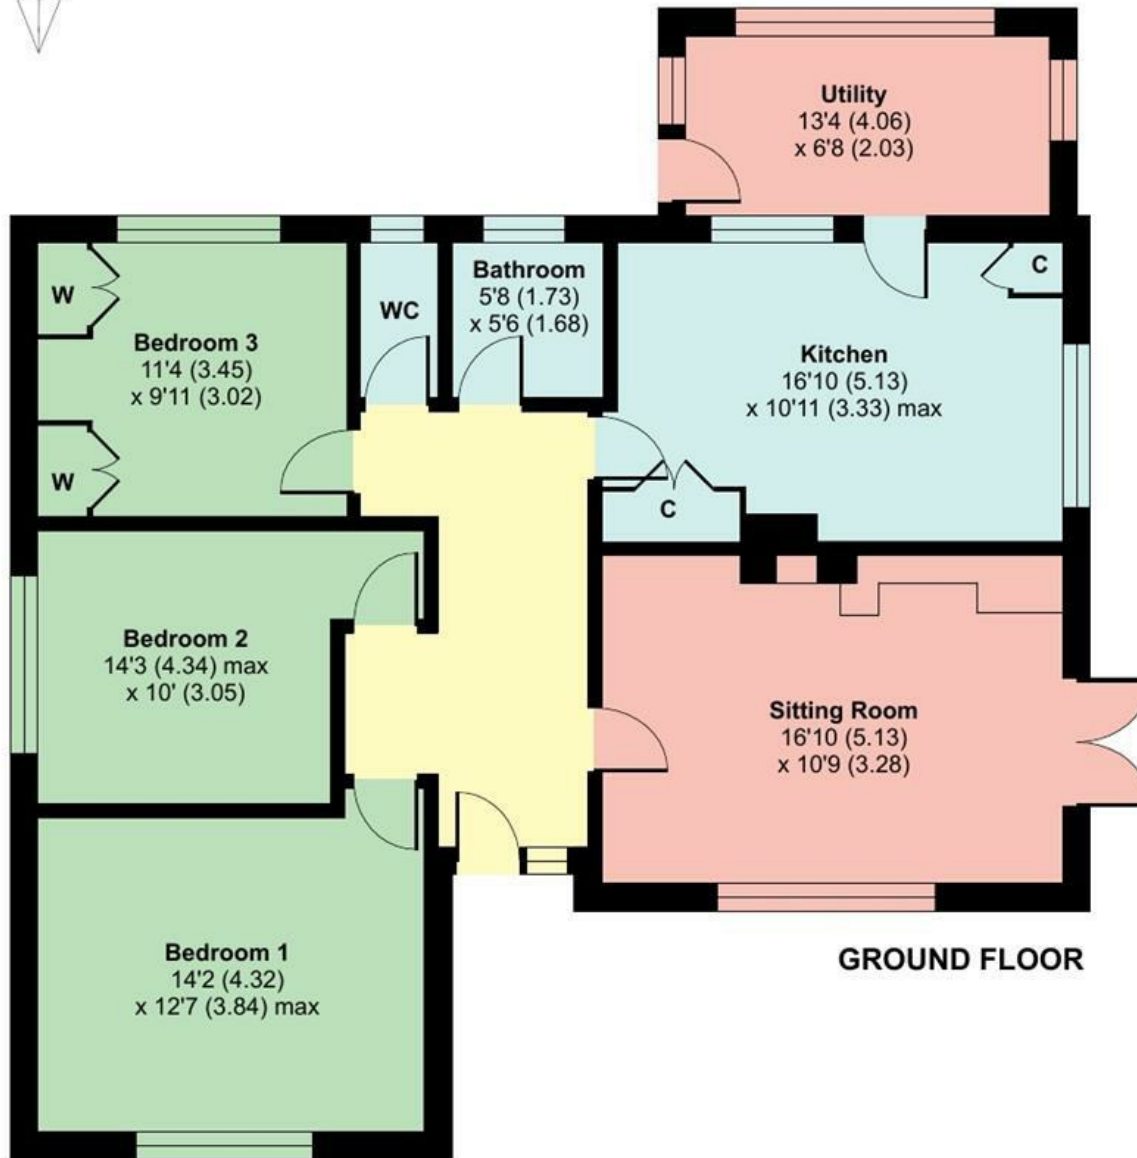 Utility
13'4 (4.06)
x 6'8 (2.03)
W
Bedroom 3
11'4 (3.45)
x 9'11 (3.02)
W
WC
Bathroom
5'8 (1.73)
x 5'6 (1.68)
C
Kitchen
16'10 (5.13)
x 10'11 (3.33) max
C
Bedroom 2
14'3 (4.34) max
x 10' (3.05)
Sitting Room
16'10 (5.13)
x 10'9 (3.28)
Bedroom 1
14'2 (4.32)
x 12'7 (3.84) max
GROUND FLOOR